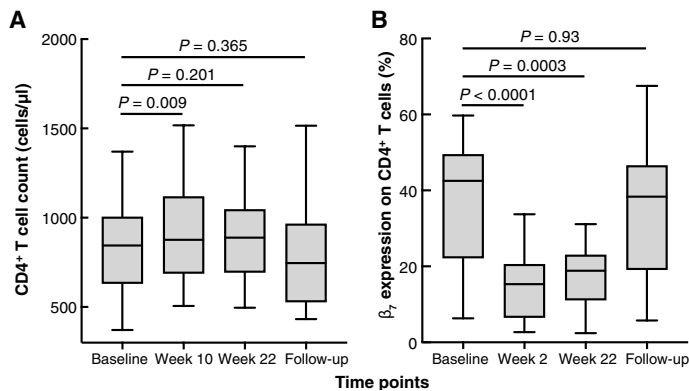 A
CD4⁺ T cell count (cells/µl)
2000
1500
1000
500
P = 0.365
P = 0.201
P = 0.009
Baseline Week 10 Week 22 Follow-up
B
β₇ expression on CD4⁺ T cells (%)
80
60
40
20
0
P = 0.93
P = 0.0003
P < 0.0001
Baseline Week 2 Week 22 Follow-up
Time points